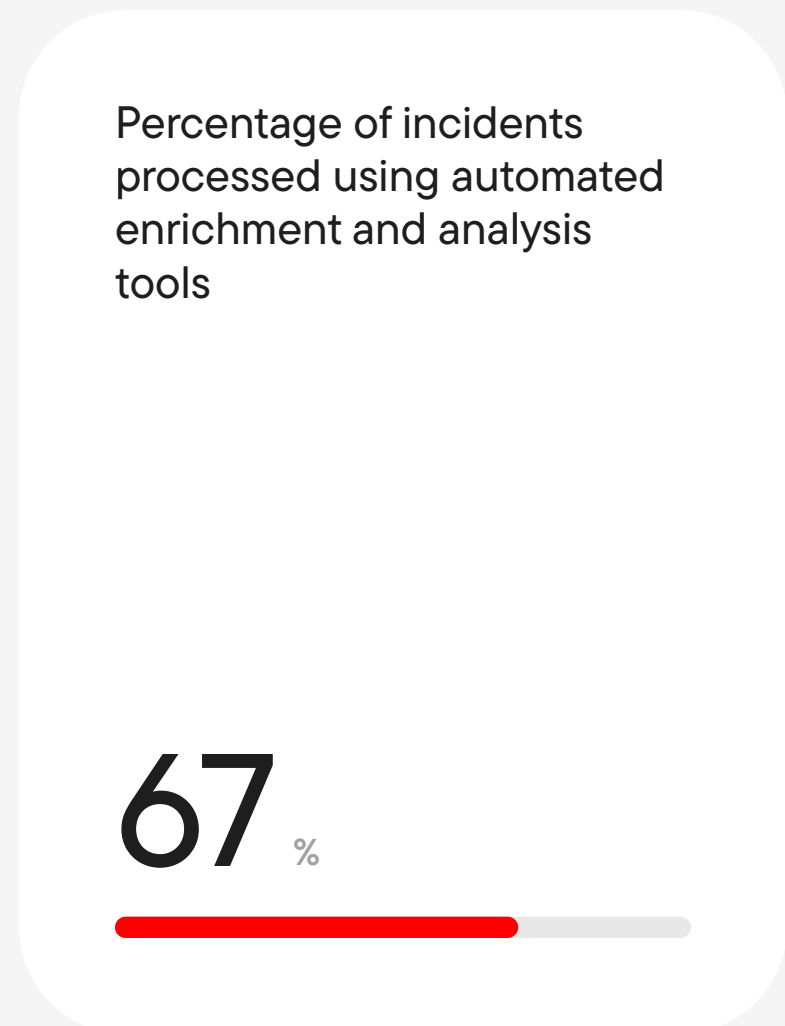 Percentage of incidents
processed using automated
enrichment and analysis
tools
67 %